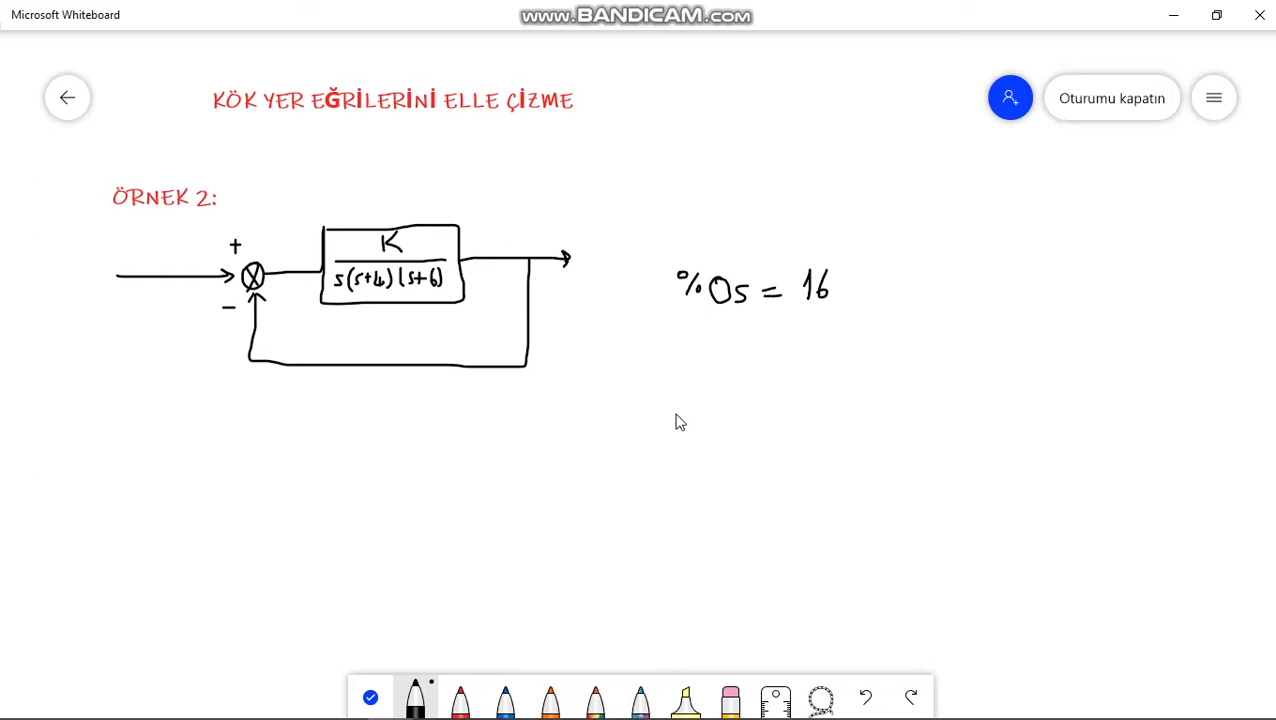 Microsoft Whiteboard
www.BANDICAM.com
KÖK YER EĞRİLERİNİ ELLE ÇİZME
Oturumu kapatın
ÖRNEK 2:
+
K
s(s+4)(s+6)
−
%Os = 16